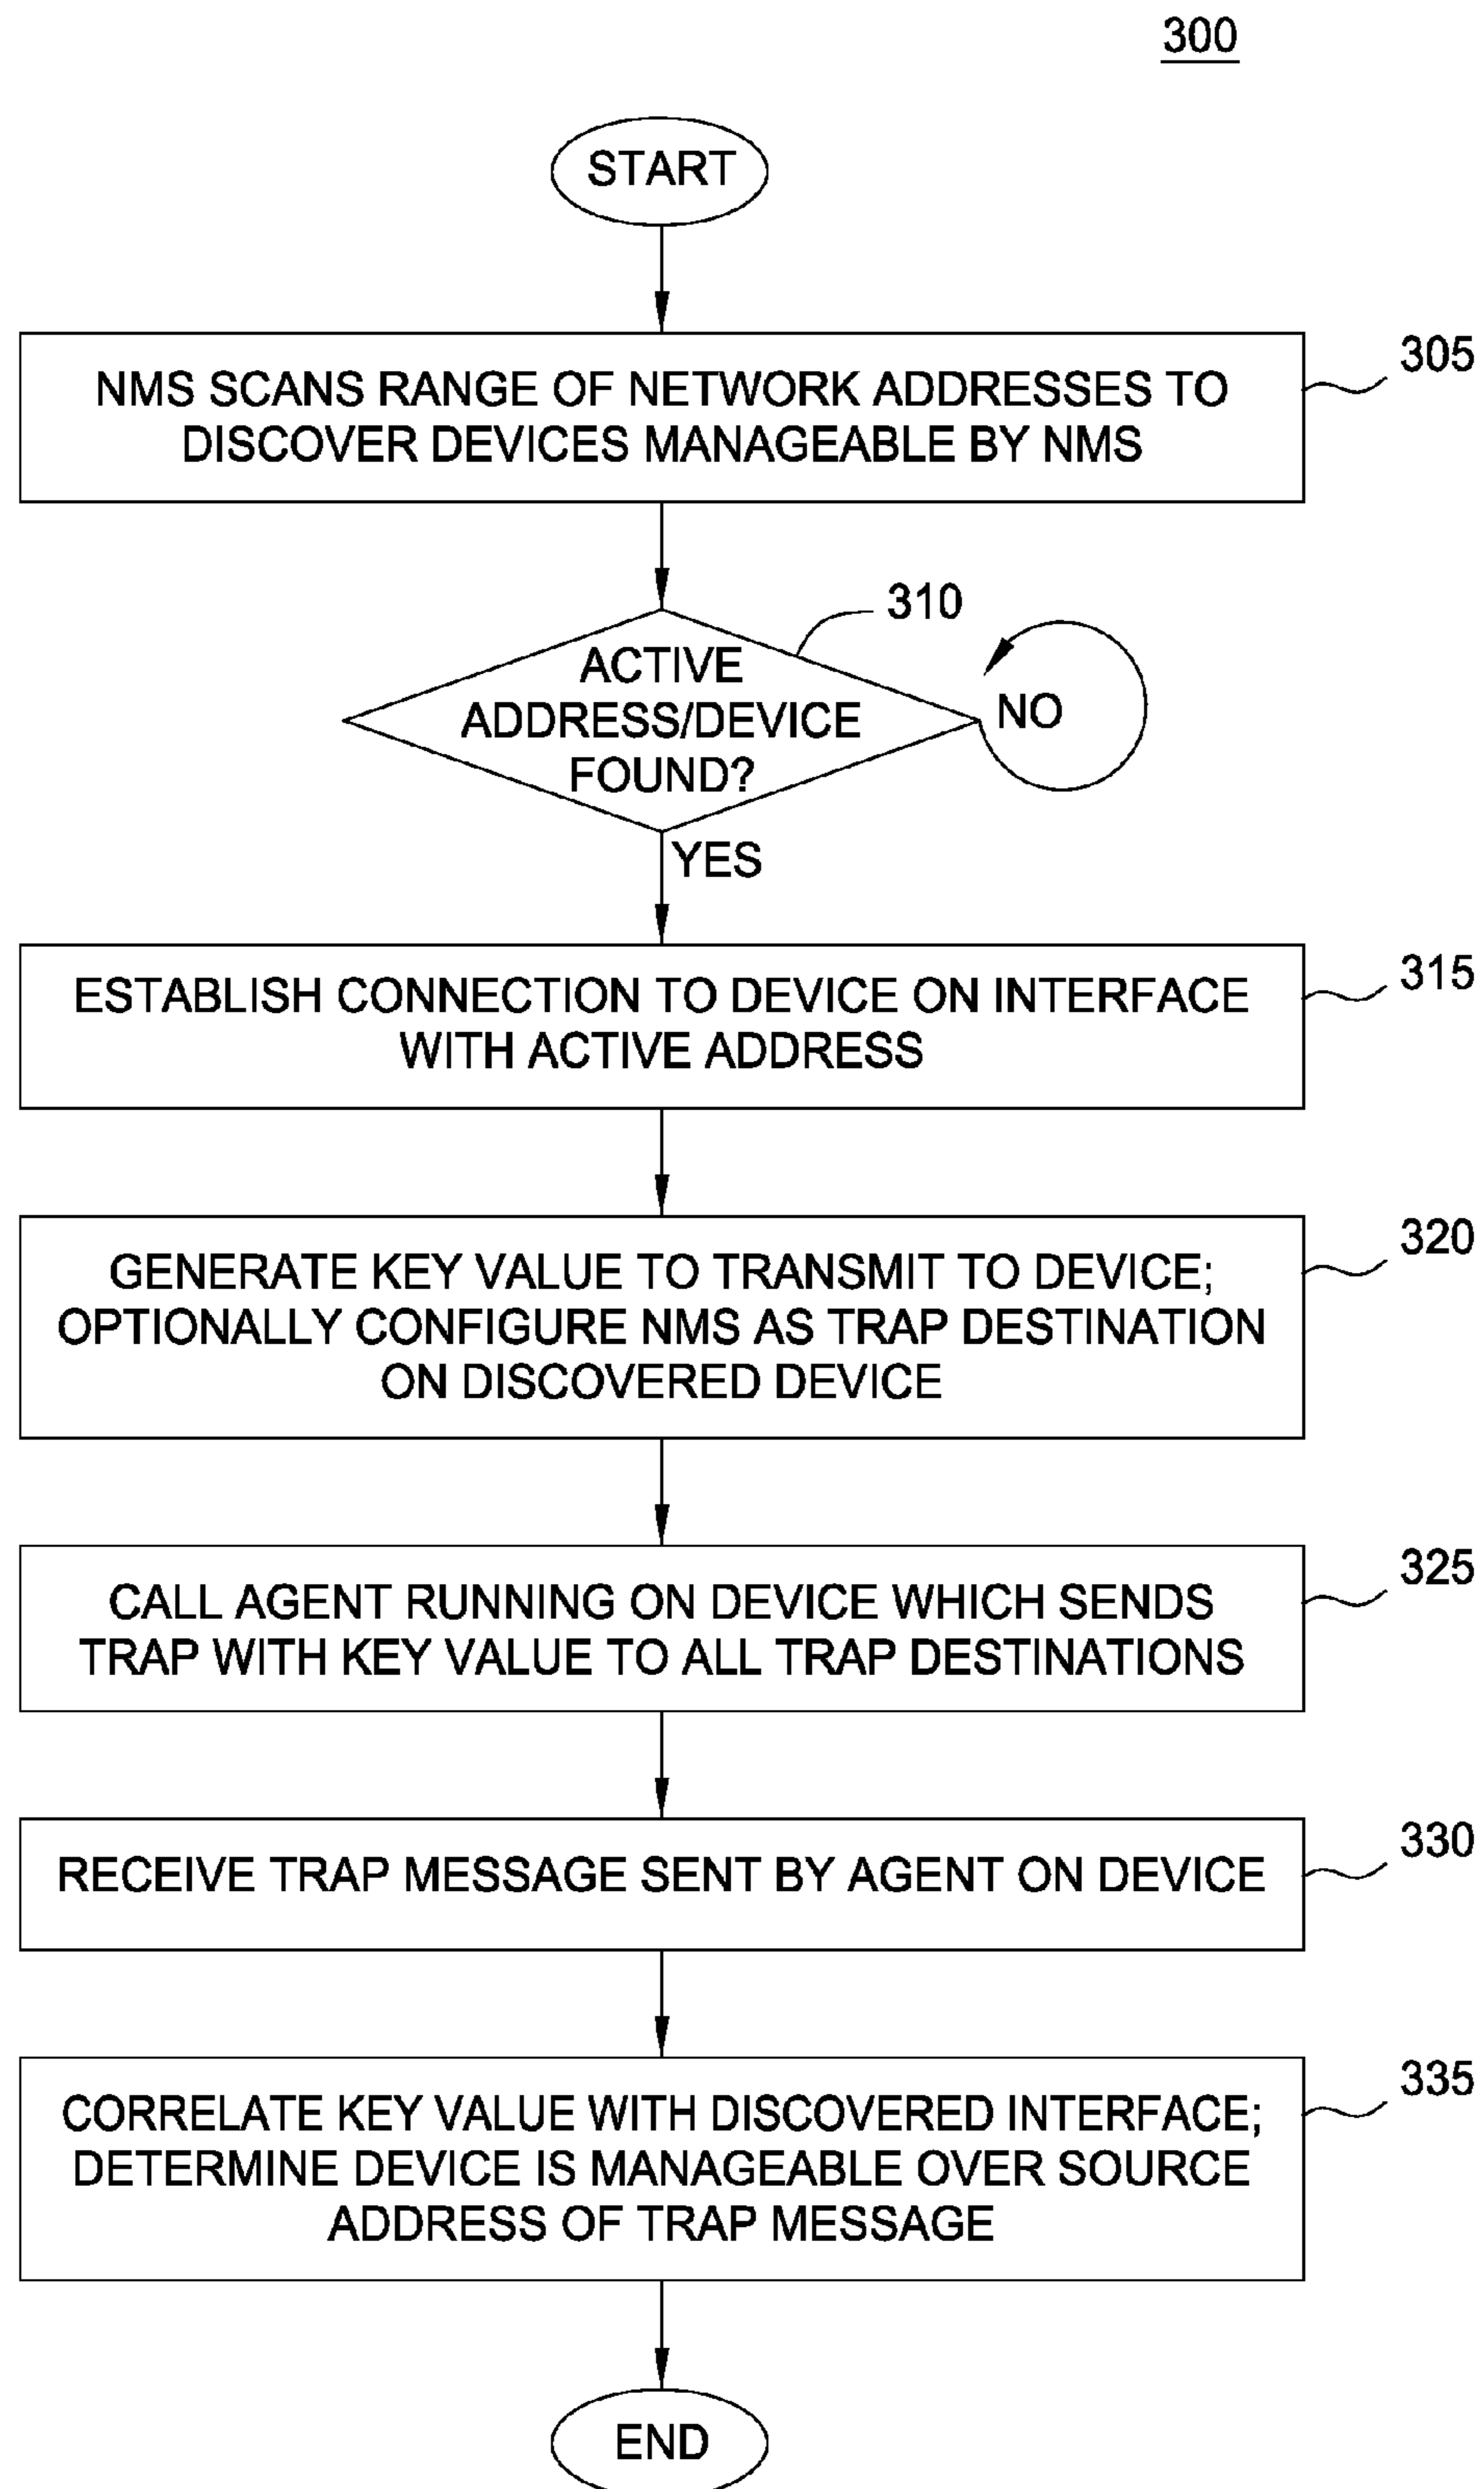 300
START
NMS SCANS RANGE OF NETWORK ADDRESSES TO
DISCOVER DEVICES MANAGEABLE BY NMS
305
ACTIVE
ADDRESS/DEVICE
FOUND?
310
NO
YES
ESTABLISH CONNECTION TO DEVICE ON INTERFACE
WITH ACTIVE ADDRESS
315
GENERATE KEY VALUE TO TRANSMIT TO DEVICE;
OPTIONALLY CONFIGURE NMS AS TRAP DESTINATION
ON DISCOVERED DEVICE
320
CALL AGENT RUNNING ON DEVICE WHICH SENDS
TRAP WITH KEY VALUE TO ALL TRAP DESTINATIONS
325
RECEIVE TRAP MESSAGE SENT BY AGENT ON DEVICE
330
CORRELATE KEY VALUE WITH DISCOVERED INTERFACE;
DETERMINE DEVICE IS MANAGEABLE OVER SOURCE
ADDRESS OF TRAP MESSAGE
335
END